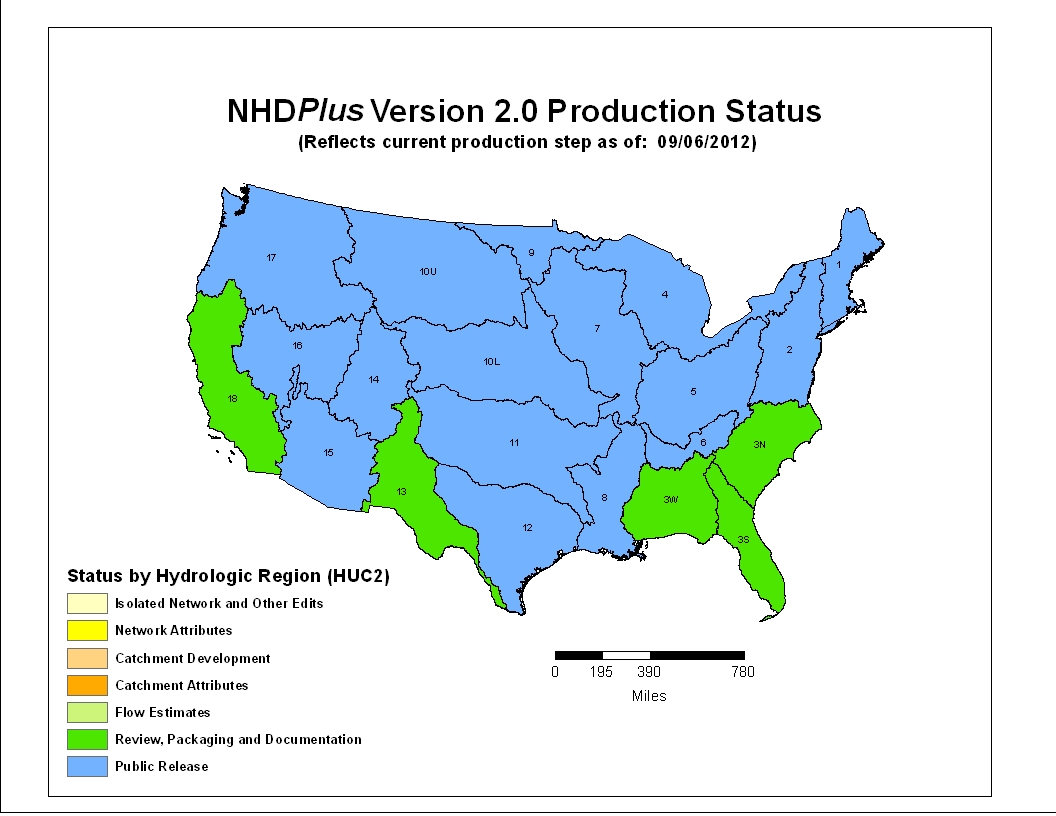 NHDPlus Version 2.0 Production Status
(Reflects current production step as of: 09/06/2012)
17
10U
9
4
1
7
16
10L
2
14
5
18
15
11
6
3N
13
8
3W
12
3S
Status by Hydrologic Region (HUC2)
Isolated Network and Other Edits
Network Attributes
Catchment Development
Catchment Attributes
Flow Estimates
Review, Packaging and Documentation
Public Release
0 195 390 780
Miles